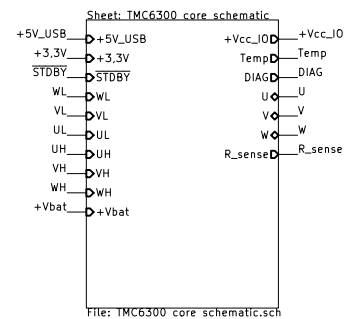 Sheet: TMC6300 core schematic
+5V_USB +5V_USB +Vcc_IO +Vcc_IO
+3,3V +3,3V Temp Temp
STDBY STDBY DIAG DIAG
WL WL U U
VL VL V V
UL UL W W
UH UH R_sense R_sense
VH VH
WH WH
+Vbat +Vbat
File: TMC6300 core schematic.sch